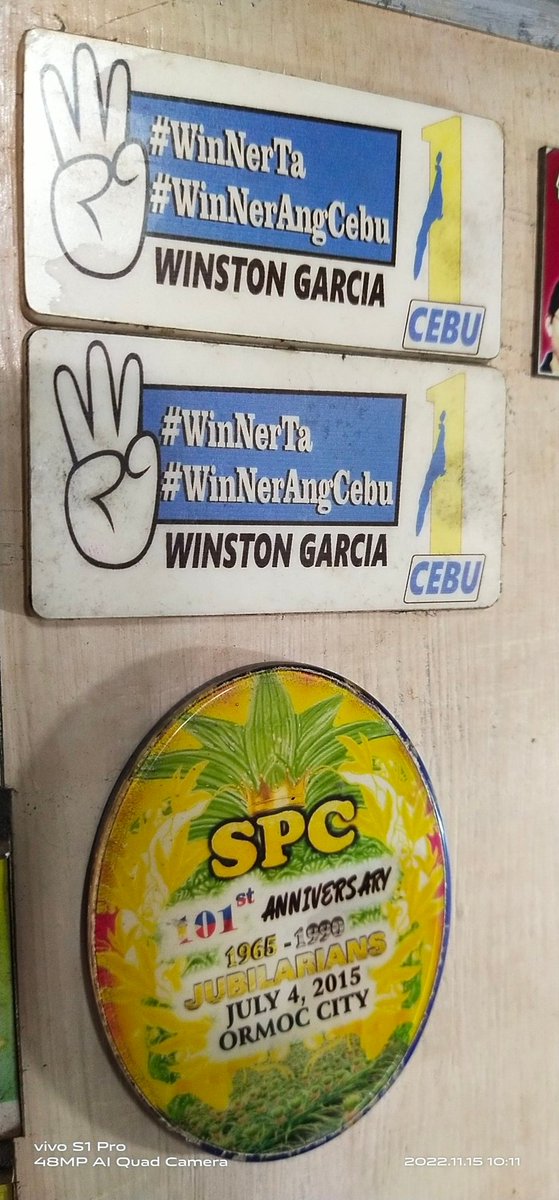 #WinNerTa
#WinNerAngCebu
WINSTON GARCIA
1
CEBU
#WinNerTa
#WinNerAngCebu
WINSTON GARCIA
1
CEBU
SPC
101st ANNIVERSARY
1965 - 1990
JUBILARIANS
JULY 4, 2015
ORMOC CITY
vivo S1 Pro
48MP AI Quad Camera
2022.11.15 10:11